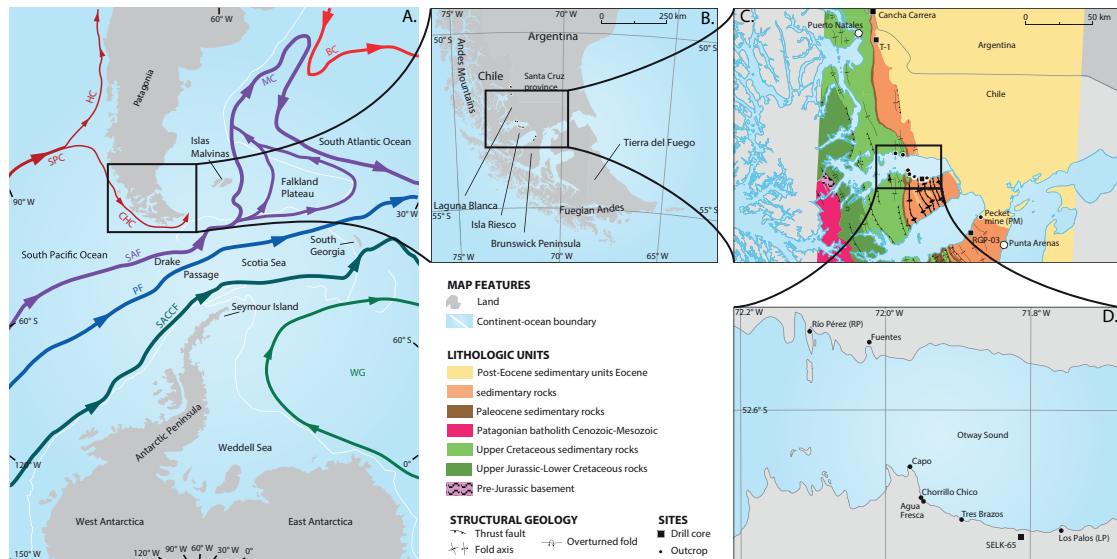 A.
60° W
BC
MC
HC
Patagonia
SPC
CHC
Islas
Malvinas
South Atlantic Ocean
Falkland
Plateau
90° W
30° W
South Pacific Ocean
SAF
Drake
Passage
PF
Scotia Sea
South
Georgia
SACCF
Seymour Island
60° S
60° S
WG
Antarctic Peninsula
Weddell Sea
120° W
0°
West Antarctica
East Antarctica
150° W
120° W
90° W
60° W
30° W
0°
B.
75° W
70° W
0
250 km
50° S
50° S
Argentina
Andes Mountains
Chile
Santa Cruz
province
Tierra del Fuego
Laguna Blanca
Isla Riesco
Brunswick Peninsula
Fuegian Andes
55° S
55° S
75° W
70° W
65° W
C.
Cancha Carrera
0
50 km
Puerto Natales
T-1
Argentina
Chile
Pecket
mine (PM)
RGP-03
Punta Arenas
MAP FEATURES
Land
Continent-ocean boundary
LITHOLOGIC UNITS
Post-Eocene sedimentary units Eocene
sedimentary rocks
Paleocene sedimentary rocks
Patagonian batholith Cenozoic-Mesozoic
Upper Cretaceous sedimentary rocks
Upper Jurassic-Lower Cretaceous rocks
Pre-Jurassic basement
STRUCTURAL GEOLOGY
Thrust fault
Fold axis
Overturned fold
SITES
Drill core
Outcrop
D.
72.2° W
72.0° W
71.8° W
Río Pérez (RP)
Fuentes
52.6° S
Otway Sound
Capo
Chorrillo Chico
Agua
Fresca
Tres Brazos
SELK-65
Los Palos (LP)